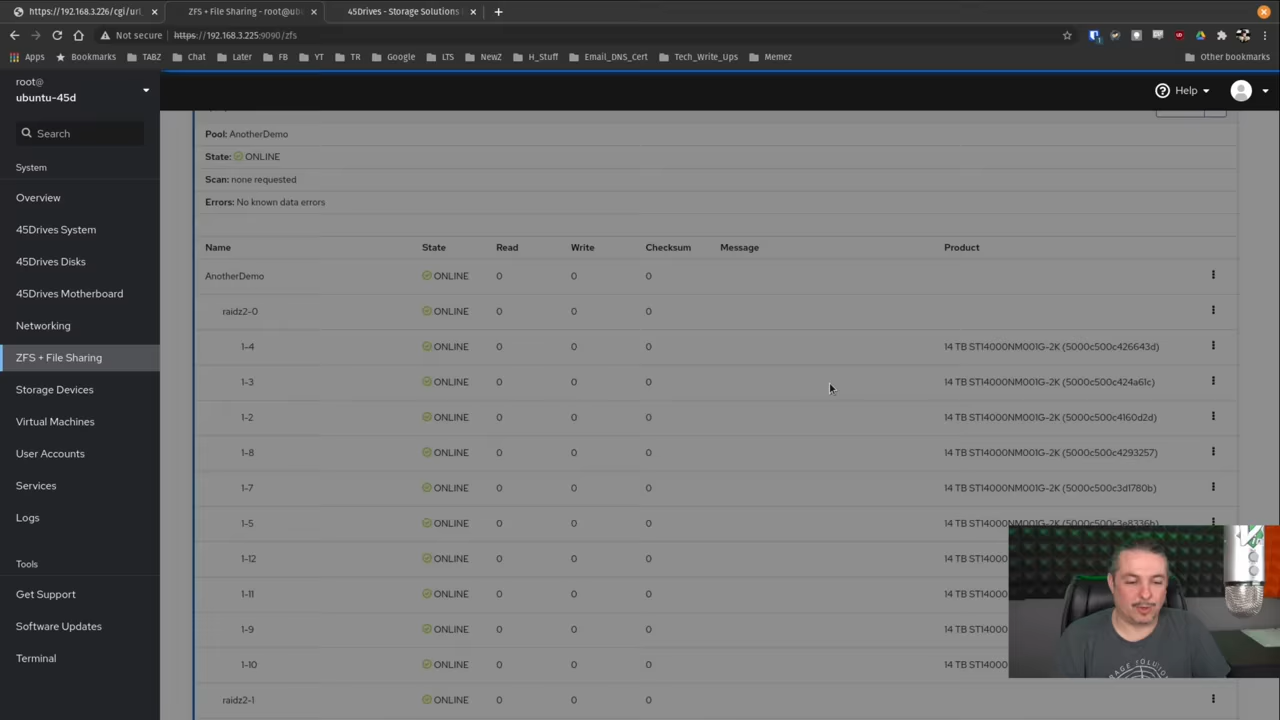 https://192.168.3.226/cgi/url
ZFS + File Sharing - root@ub
45Drives - Storage Solutions
Not secure
https://192.168.3.225:9090/zfs
Apps
Bookmarks
TABZ
Chat
Later
FB
YT
TR
Google
LTS
NewZ
H_Stuff
Email_DNS_Cert
Tech_Write_Ups
Memez
Other bookmarks
root@
ubuntu-45d
Help
Search
System
Overview
45Drives System
45Drives Disks
45Drives Motherboard
Networking
ZFS + File Sharing
Storage Devices
Virtual Machines
User Accounts
Services
Logs
Tools
Get Support
Software Updates
Terminal
Pool: AnotherDemo
State: ONLINE
Scan: none requested
Errors: No known data errors
Name State Read Write Checksum Message Product
AnotherDemo ONLINE 0 0 0
raidz2-0 ONLINE 0 0 0
1-4 ONLINE 0 0 0 14 TB ST14000NM001G-2K (5000c500c426643d)
1-3 ONLINE 0 0 0 14 TB ST14000NM001G-2K (5000c500c424a61c)
1-2 ONLINE 0 0 0 14 TB ST14000NM001G-2K (5000c500c4160d2d)
1-8 ONLINE 0 0 0 14 TB ST14000NM001G-2K (5000c500c4293257)
1-7 ONLINE 0 0 0 14 TB ST14000NM001G-2K (5000c500c3d1780b)
1-5 ONLINE 0 0 0 14 TB ST14000NM001G-2K (5000c500c3e8336b)
1-12 ONLINE 0 0 0 14 TB ST14000
1-11 ONLINE 0 0 0 14 TB ST14000
1-9 ONLINE 0 0 0 14 TB ST14000
1-10 ONLINE 0 0 0 14 TB ST14000
raidz2-1 ONLINE 0 0 0